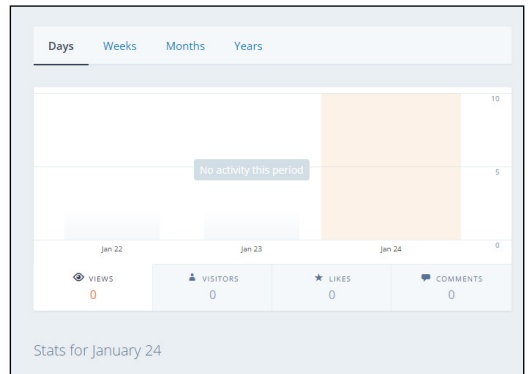 Days Weeks Months Years
10
No activity this period
5
0
Jan 22 Jan 23 Jan 24
VIEWS VISITORS LIKES COMMENTS
0 0 0 0
Stats for January 24